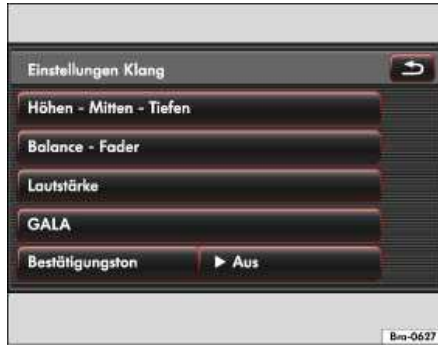 Einstellungen Klang
Höhen - Mitten - Tiefen
Balance - Fader
Lautstärke
GALA
Bestätigungston ► Aus
Bra-0627